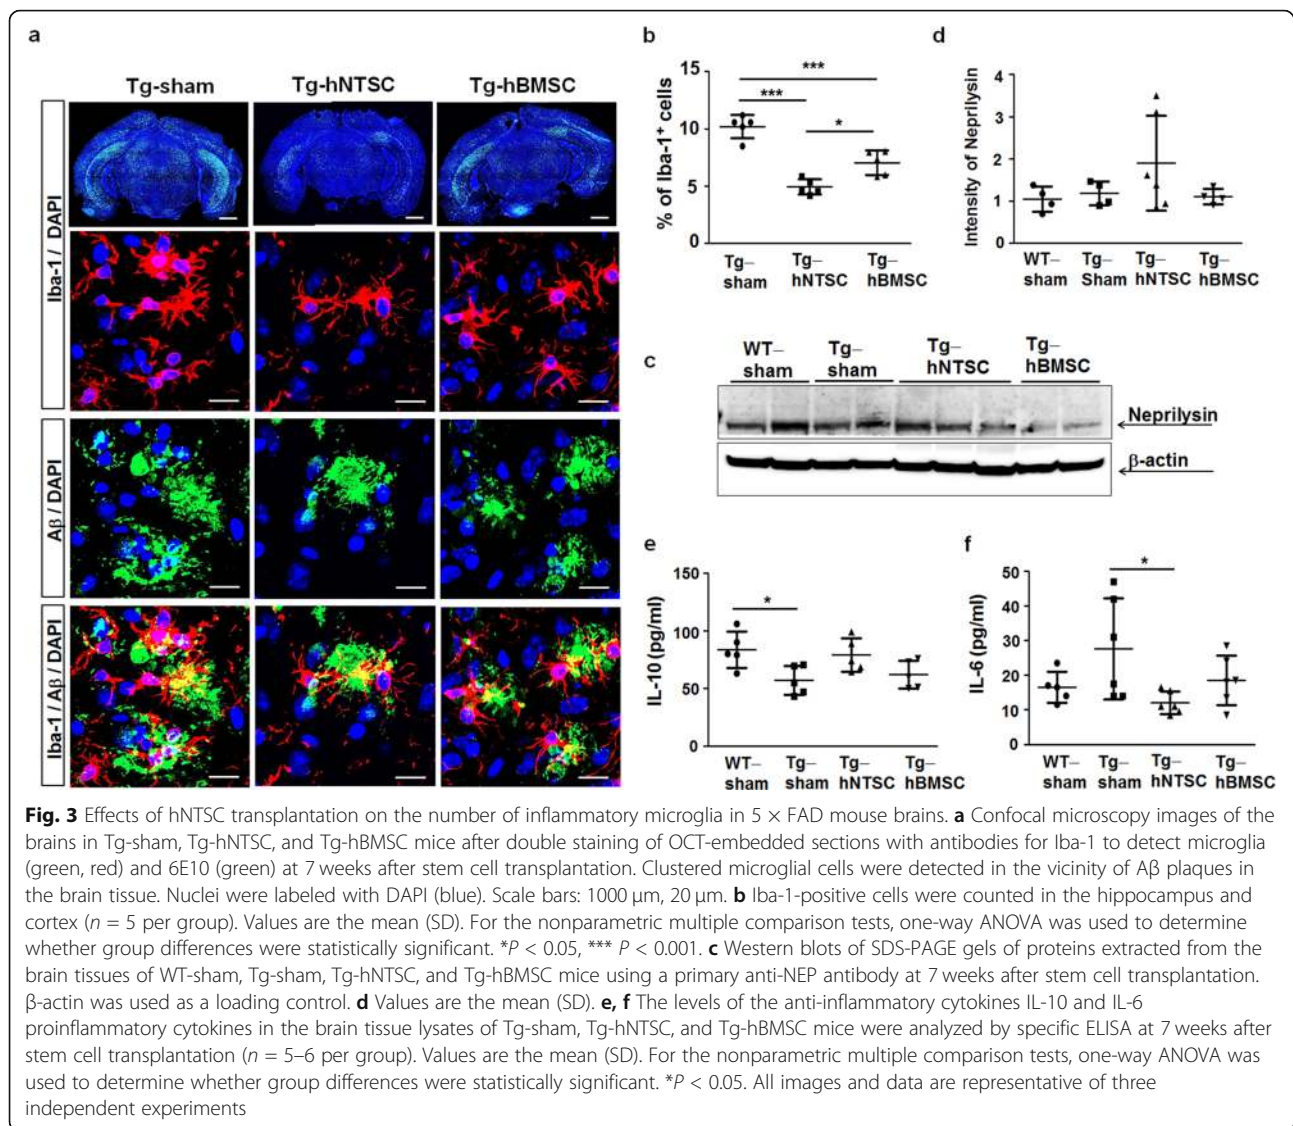 a
Tg-sham
Tg-hNTSC
Tg-hBMSC
Iba-1 / DAPI
Aβ / DAPI
Iba-1 / Aβ / DAPI
b
% of Iba-1⁺ cells
15
10
5
0
***
***
*
Tg–
sham
Tg–
hNTSC
Tg–
hBMSC
d
Intensity of Neprilysin
4
3
2
1
0
WT–
sham
Tg–
Sham
Tg–
hNTSC
Tg–
hBMSC
c
WT–
sham
Tg–
sham
Tg–
hNTSC
Tg–
hBMSC
Neprilysin
β-actin
e
IL-10 (pg/ml)
150
100
50
0
*
WT–
sham
Tg–
sham
Tg–
hNTSC
Tg–
hBMSC
f
IL-6 (pg/ml)
50
40
30
20
10
0
*
WT–
sham
Tg–
sham
Tg–
hNTSC
Tg–
hBMSC
Fig. 3 Effects of hNTSC transplantation on the number of inflammatory microglia in 5 × FAD mouse brains. a Confocal microscopy images of the
brains in Tg-sham, Tg-hNTSC, and Tg-hBMSC mice after double staining of OCT-embedded sections with antibodies for Iba-1 to detect microglia
(green, red) and 6E10 (green) at 7 weeks after stem cell transplantation. Clustered microglial cells were detected in the vicinity of Aβ plaques in
the brain tissue. Nuclei were labeled with DAPI (blue). Scale bars: 1000 μm, 20 μm. b Iba-1-positive cells were counted in the hippocampus and
cortex (n = 5 per group). Values are the mean (SD). For the nonparametric multiple comparison tests, one-way ANOVA was used to determine
whether group differences were statistically significant. *P < 0.05, *** P < 0.001. c Western blots of SDS-PAGE gels of proteins extracted from the
brain tissues of WT-sham, Tg-sham, Tg-hNTSC, and Tg-hBMSC mice using a primary anti-NEP antibody at 7 weeks after stem cell transplantation.
β-actin was used as a loading control. d Values are the mean (SD). e, f The levels of the anti-inflammatory cytokines IL-10 and IL-6
proinflammatory cytokines in the brain tissue lysates of Tg-sham, Tg-hNTSC, and Tg-hBMSC mice were analyzed by specific ELISA at 7 weeks after
stem cell transplantation (n = 5–6 per group). Values are the mean (SD). For the nonparametric multiple comparison tests, one-way ANOVA was
used to determine whether group differences were statistically significant. *P < 0.05. All images and data are representative of three
independent experiments